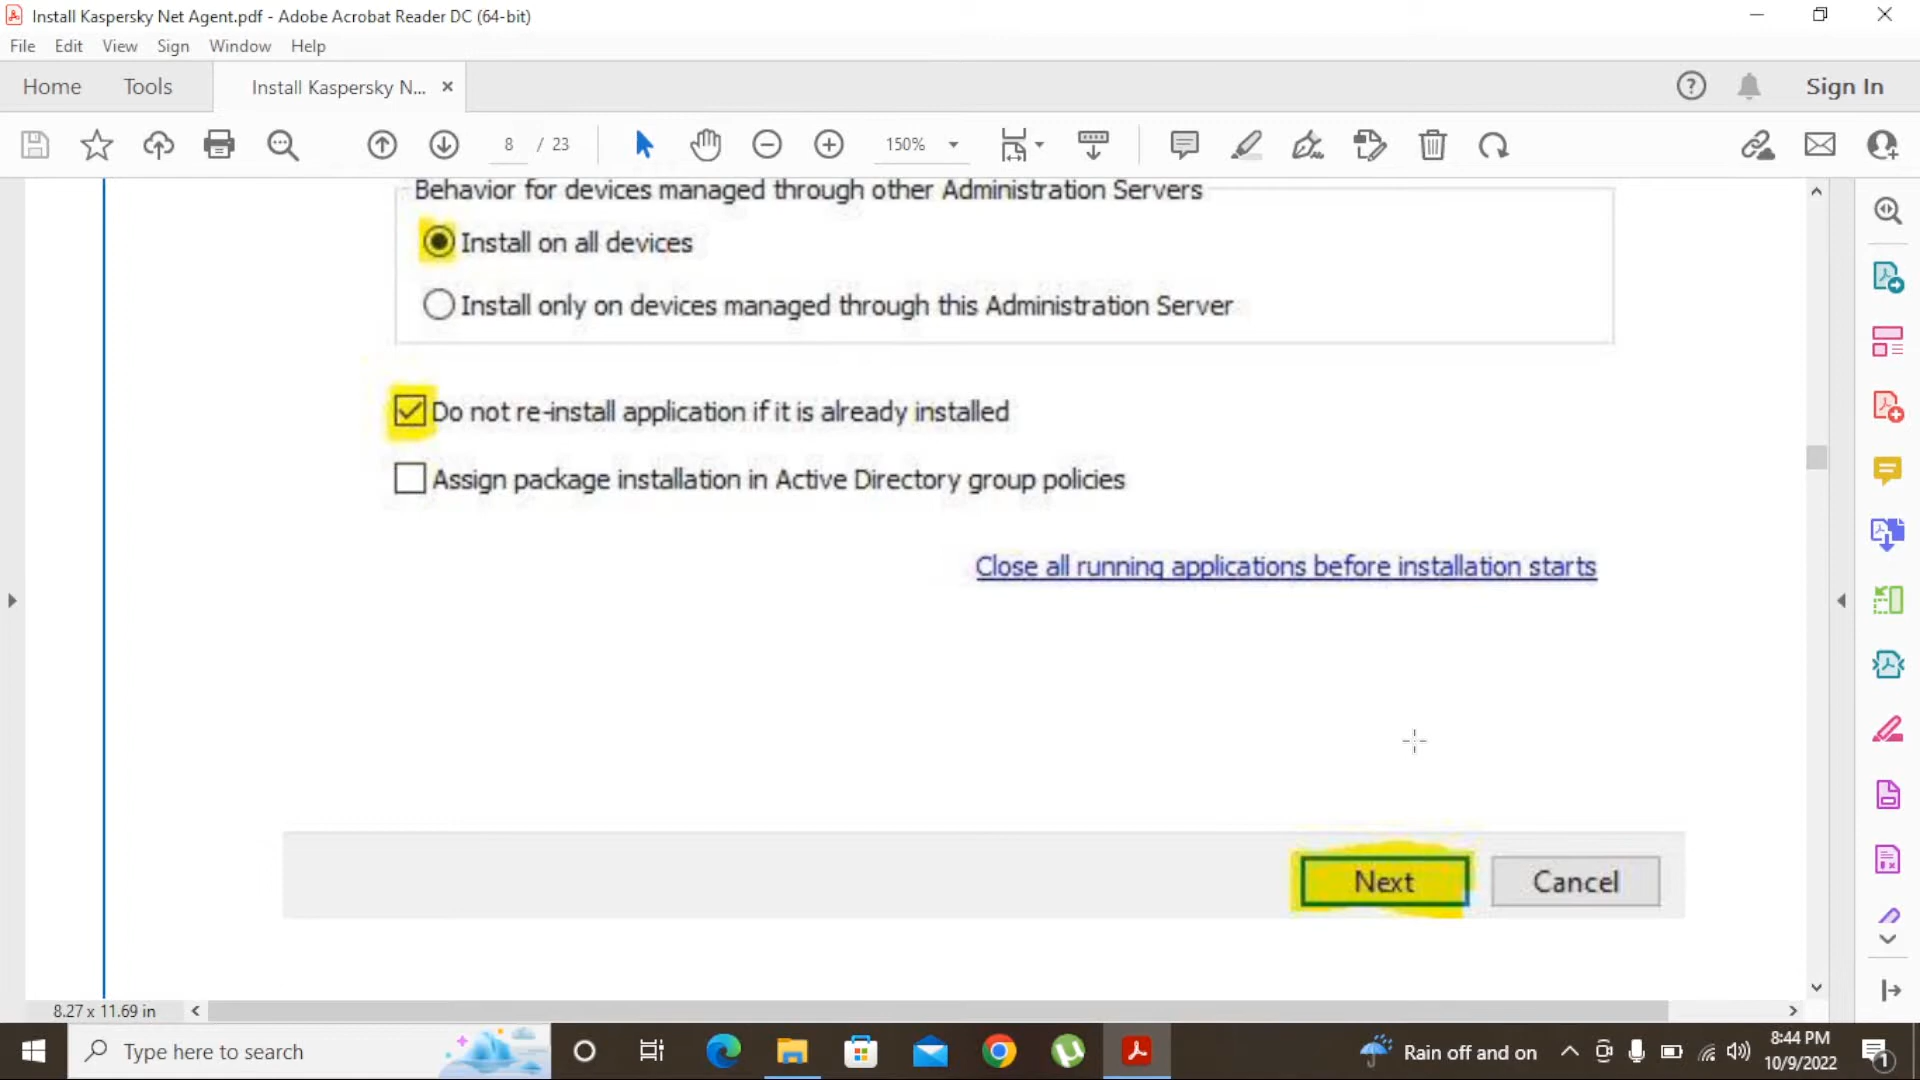 Install Kaspersky Net Agent.pdf - Adobe Acrobat Reader DC (64-bit)
File Edit View Sign Window Help
Home Tools Install Kaspersky N... Sign In
8 / 23 150%
Behavior for devices managed through other Administration Servers
Install on all devices
Install only on devices managed through this Administration Server
Do not re-install application if it is already installed
Assign package installation in Active Directory group policies
Close all running applications before installation starts
Next Cancel
8.27 x 11.69 in
Type here to search Rain off and on 8:44 PM
10/9/2022 1